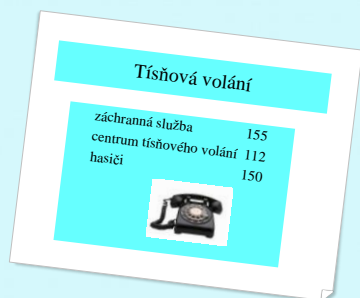 Tísňová volání
záchranná služba 155
centrum tísňového volání 112
hasiči 150